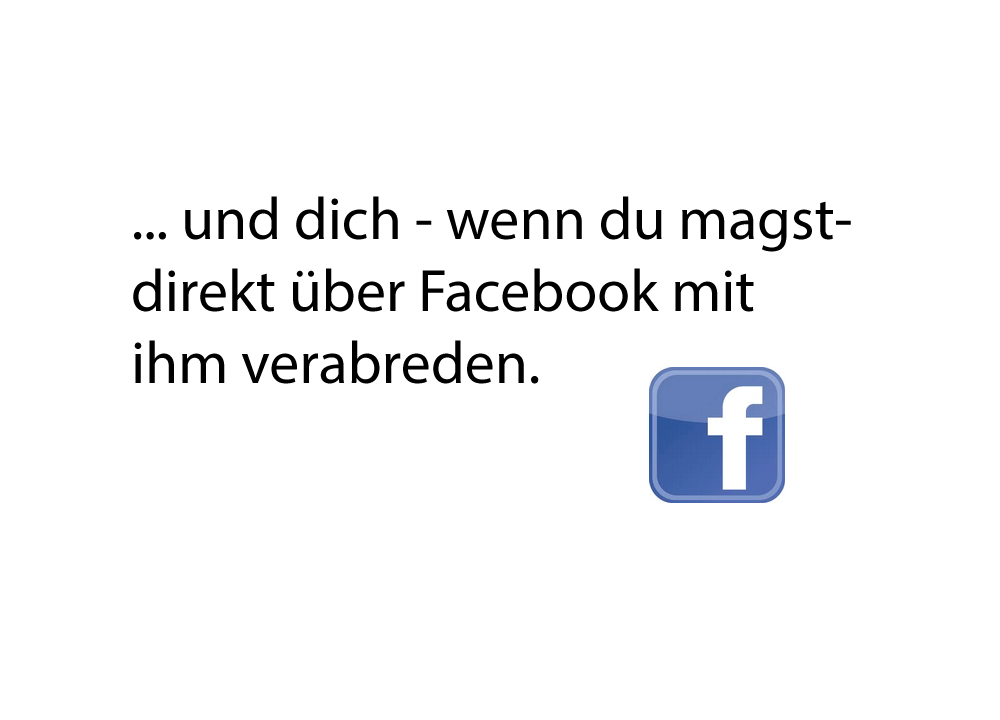 ... und dich - wenn du magst-
direkt über Facebook mit
ihm verabreden.
f